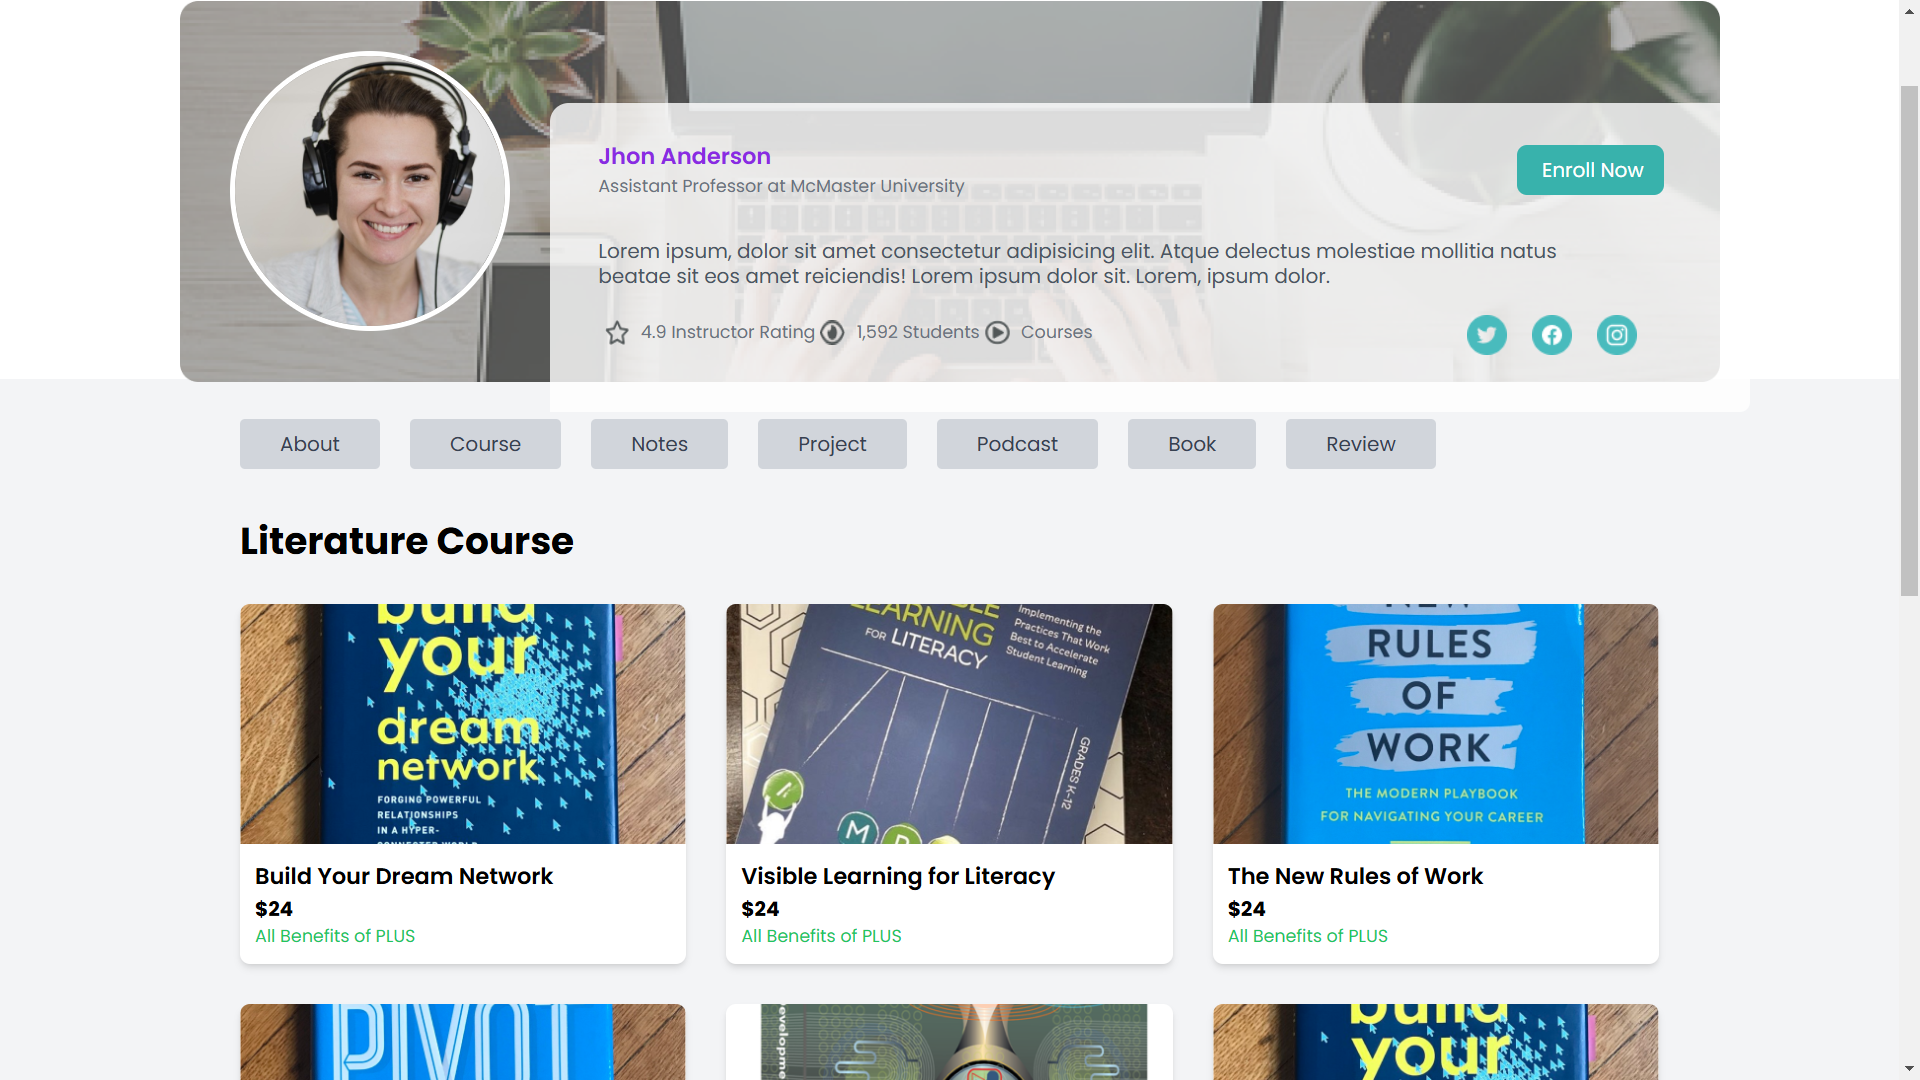 Jhon Anderson
Enroll Now
Assistant Professor at McMaster University
Lorem ipsum, dolor sit amet consectetur adipisicing elit. Atque delectus molestiae mollitia natus
beatae sit eos amet reiciendis! Lorem ipsum dolor sit. Lorem, ipsum dolor.
4.9 Instructor Rating 1,592 Students Courses
About Course Notes Project Podcast Book Review
Literature Course
build
your
dream
network
FORGING POWERFUL
RELATIONSHIPS
IN A HYPER-
LEARNING
FOR LITERACY
Implementing the
Practices That Work
Best to Accelerate
Student Learning
GRADES K-12
M
NEW
RULES
OF
WORK
THE MODERN PLAYBOOK
FOR NAVIGATING YOUR CAREER
Build Your Dream Network
$24
All Benefits of PLUS
Visible Learning for Literacy
$24
All Benefits of PLUS
The New Rules of Work
$24
All Benefits of PLUS
PIVOT
build
your